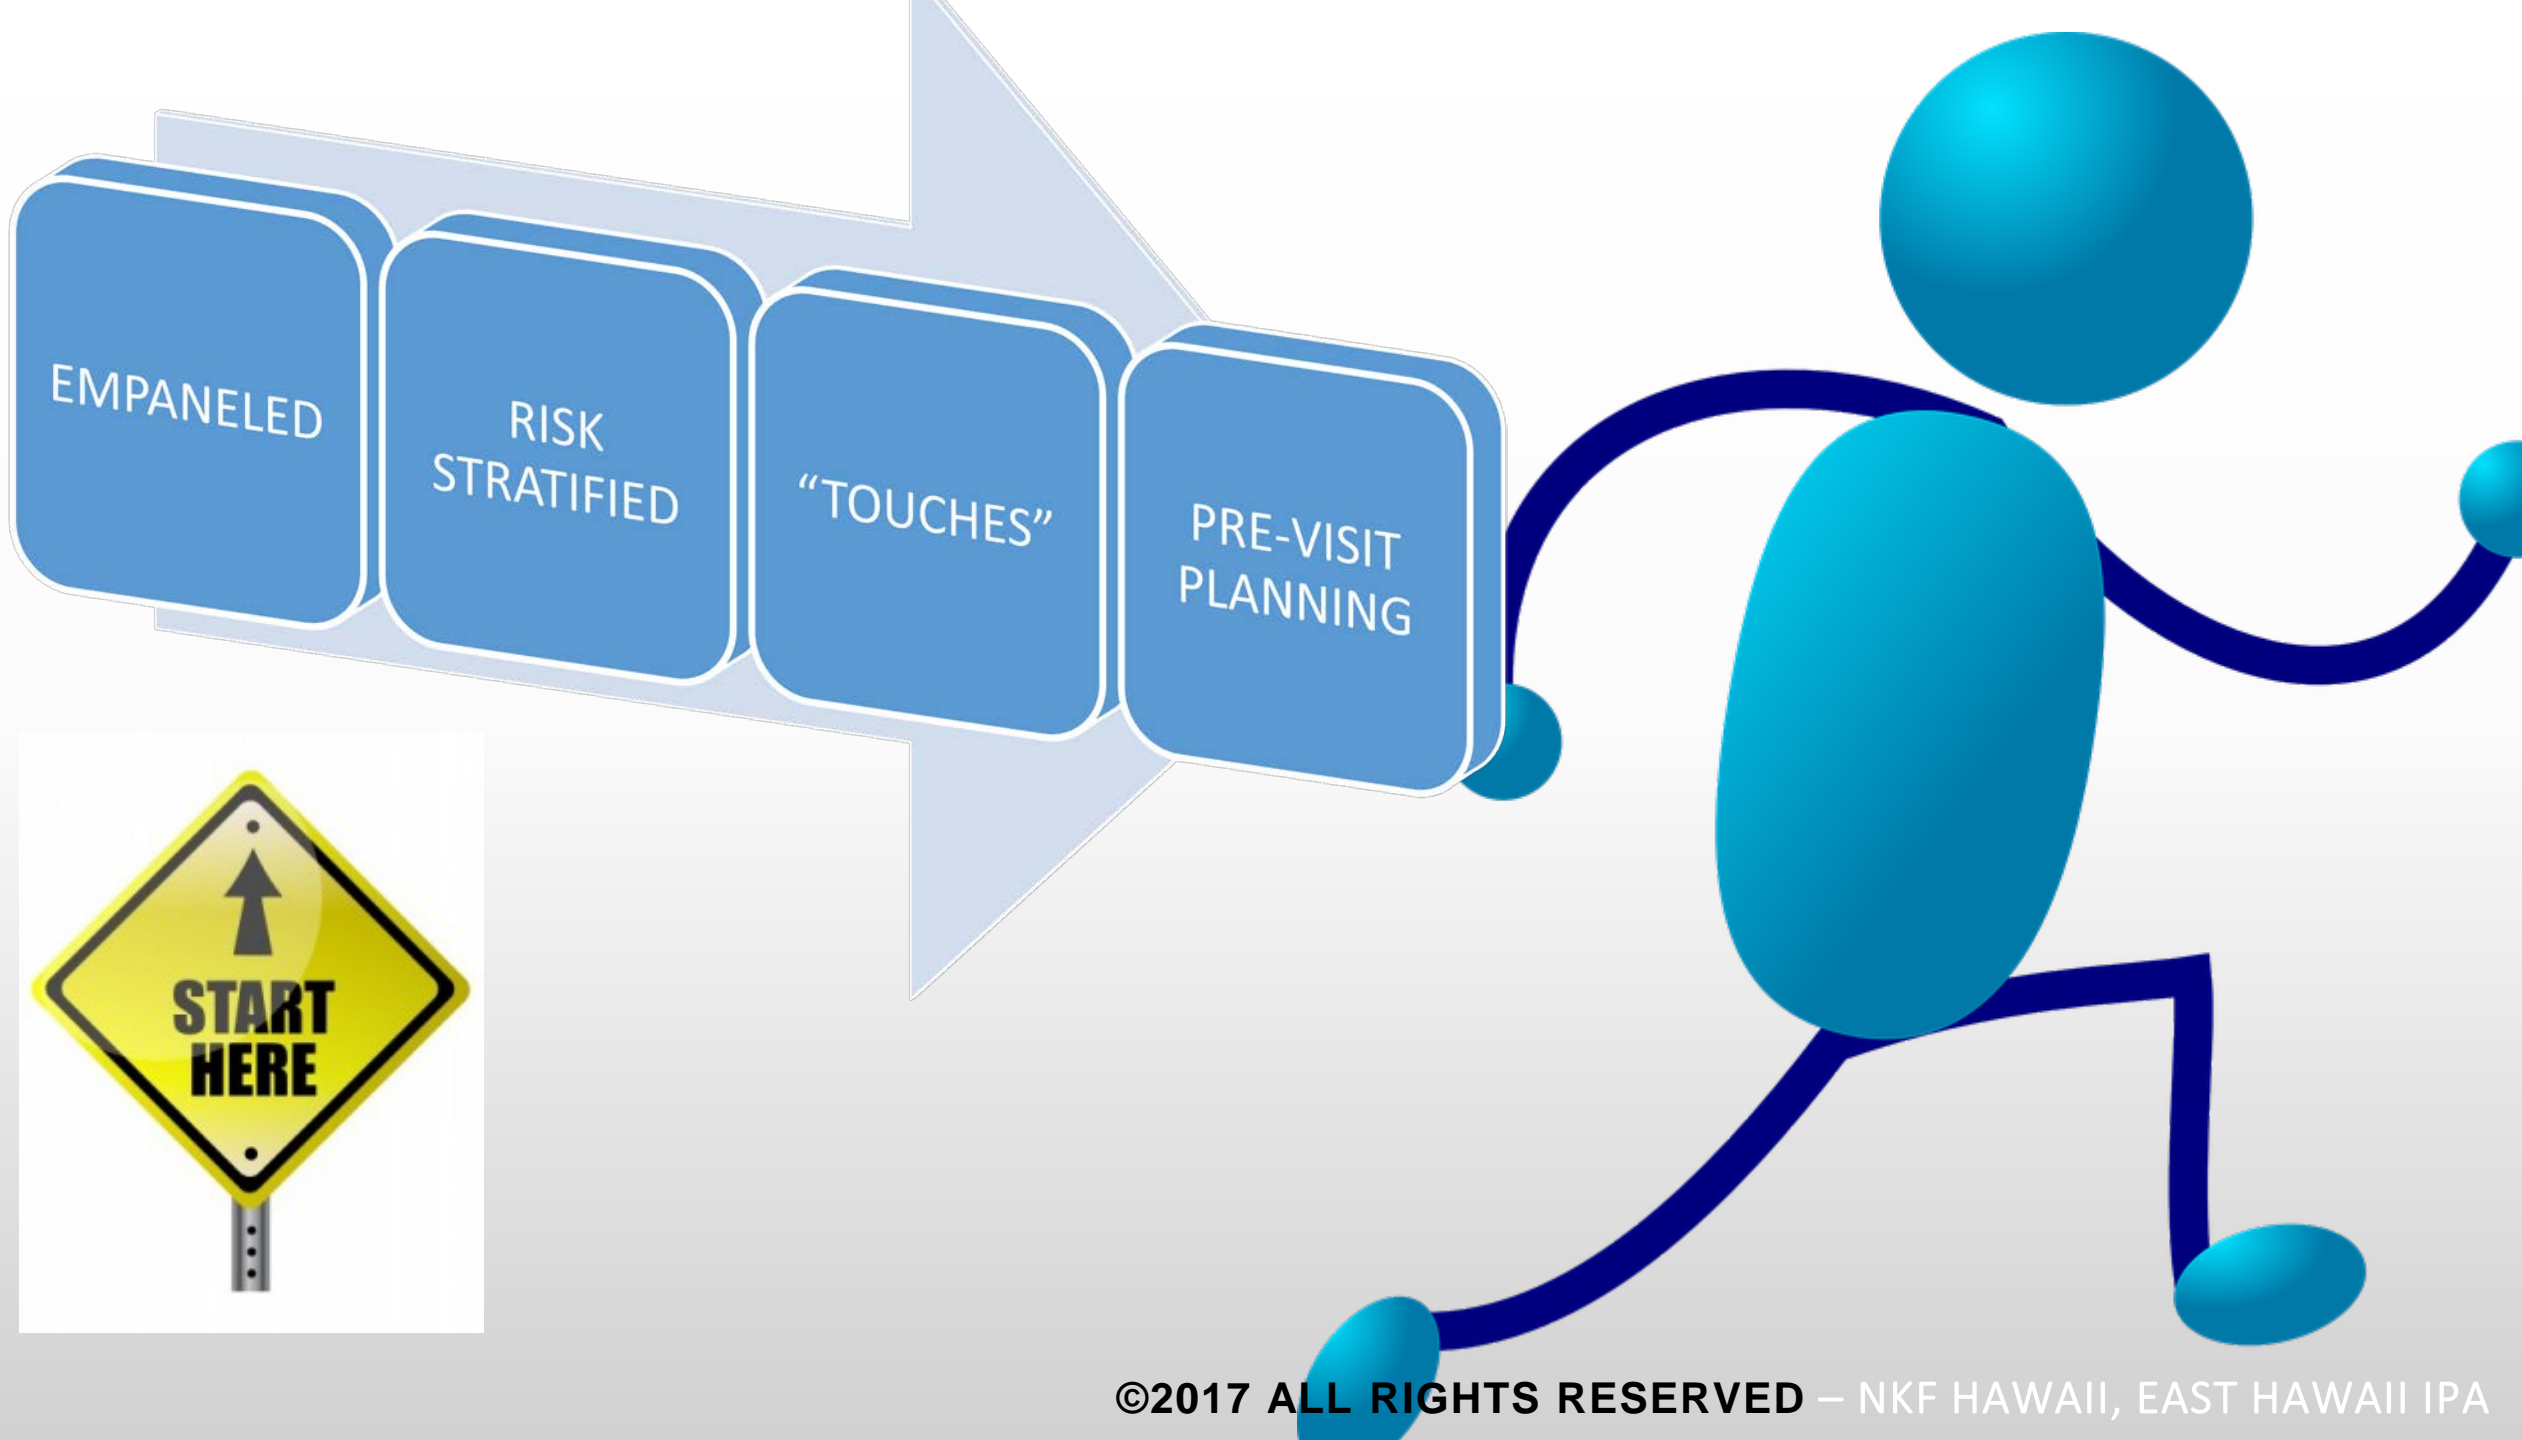 EMPANELED
RISK
STRATIFIED
“TOUCHES”
PRE-VISIT
PLANNING
START
HERE
©2017 ALL RIGHTS RESERVED – NKF HAWAII, EAST HAWAII IPA